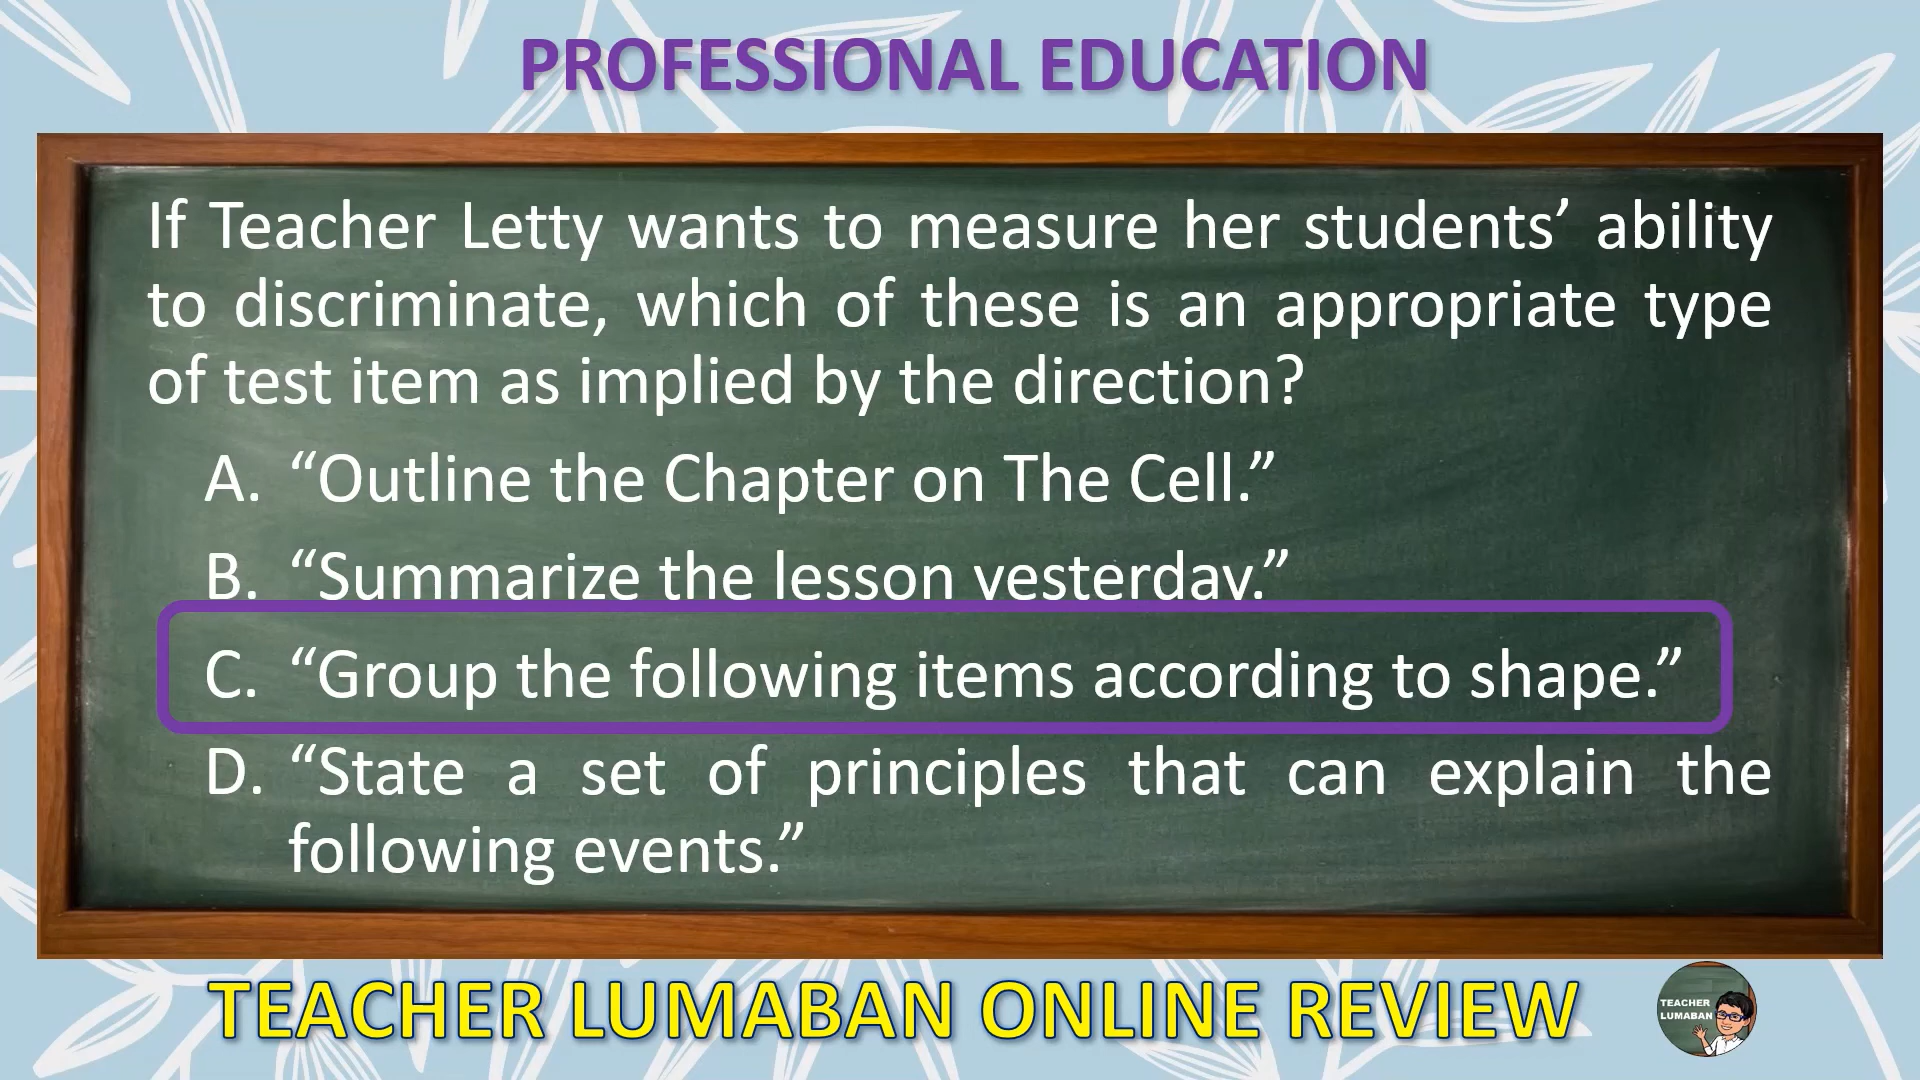 PROFESSIONAL EDUCATION
If Teacher Letty wants to measure her students’ ability
to discriminate, which of these is an appropriate type
of test item as implied by the direction?
A. “Outline the Chapter on The Cell.”
B. “Summarize the lesson yesterday.”
C. “Group the following items according to shape.”
D. “State a set of principles that can explain the
following events.”
TEACHER LUMABAN ONLINE REVIEW
TEACHER
LUMABAN